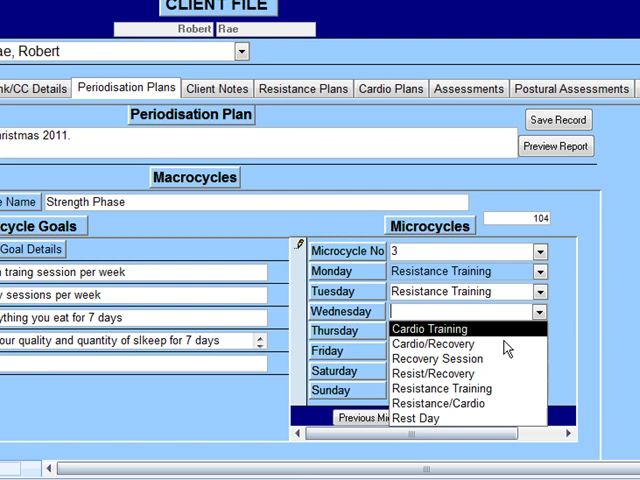 CLIENT FILE
Robert Rae
ae, Robert
nk/CC Details Periodisation Plans Client Notes Resistance Plans Cardio Plans Assessments Postural Assessments
Periodisation Plan
Save Record
hristmas 2011.
Preview Report
Macrocycles
e Name Strength Phase
104
cycle Goals
Microcycles
Goal Details
Microcycle No 3
n traing session per week
Monday Resistance Training
y sessions per week
Tuesday Resistance Training
ything you eat for 7 days
Wednesday
our quality and quantity of slkeep for 7 days
Thursday
Friday
Saturday
Sunday
Cardio Training
Cardio/Recovery
Recovery Session
Resist/Recovery
Resistance Training
Resistance/Cardio
Rest Day
Previous Mi